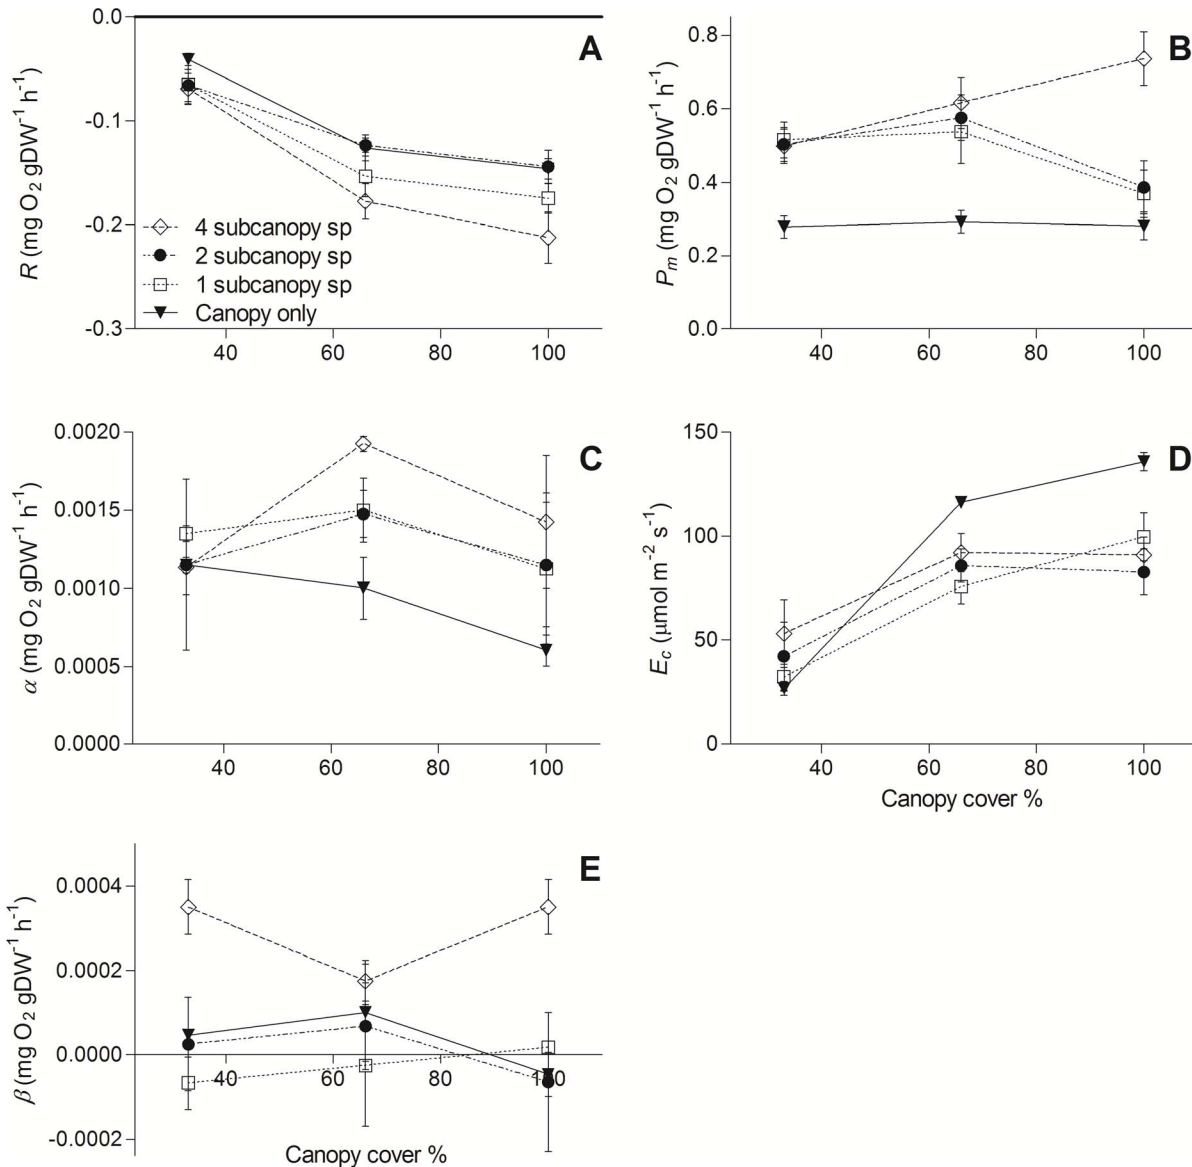 A
R (mg O₂ gDW⁻¹ h⁻¹)
0.0
-0.1
-0.2
-0.3
4 subcanopy sp
2 subcanopy sp
1 subcanopy sp
Canopy only
40 60 80 100
B
Pₘ (mg O₂ gDW⁻¹ h⁻¹)
0.8
0.6
0.4
0.2
0.0
40 60 80 100
C
α (mg O₂ gDW⁻¹ h⁻¹)
0.0020
0.0015
0.0010
0.0005
0.0000
40 60 80 100
D
E_c (μmol m⁻² s⁻¹)
150
100
50
0
40 60 80 100
Canopy cover %
E
β (mg O₂ gDW⁻¹ h⁻¹)
0.0004
0.0002
0.0000
-0.0002
40 60 80 100
Canopy cover %